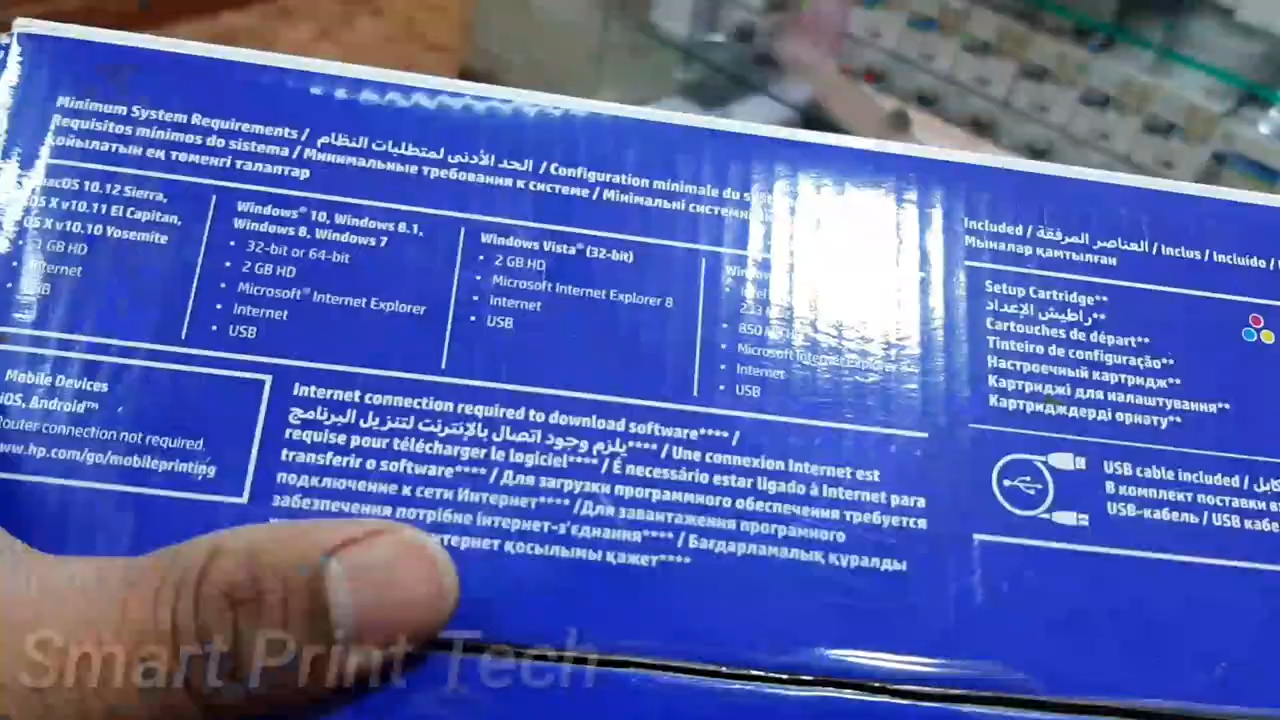 Minimum System Requirements / الحد الأدنى لمتطلبات النظام / Configuration minimale du
Requisitos mínimos do sistema / Минимальные требования к системе / Мінімальні системні
қойылатын ең төменгі талаптар
macOS 10.12 Sierra,
OS X v10.11 El Capitan,
OS X v10.10 Yosemite
• 2 GB HD
• Internet
• USB
Windows® 10, Windows 8.1,
Windows 8, Windows 7
• 32-bit or 64-bit
• 2 GB HD
• Microsoft® Internet Explorer
• Internet
• USB
Windows Vista® (32-bit)
• 2 GB HD
• Microsoft Internet Explorer 8
• Internet
• USB
• Microsoft Internet Explorer
• Internet
• USB
Included / العناصر المرفقة / Inclus / Incluído /
Мыналар қамтылған
Setup Cartridge**
راطيش الإعداد**
Cartouches de départ**
Tinteiro de configuração**
Настроечный картридж**
Картриджі для налаштування**
Картридждерді орнату**
Mobile Devices
iOS, Android™
Router connection not required.
www.hp.com/go/mobileprinting
Internet connection required to download software**** /
يلزم وجود اتصال بالإنترنت لتنزيل البرنامج**** / Une connexion Internet est
requise pour télécharger le logiciel**** / É necessário estar ligado à Internet para
transferir o software**** / Для загрузки программного обеспечения требуется
подключение к сети Интернет**** /Для завантаження програмного
забезпечення потрібне інтернет-з'єднання**** / Бағдарламалық құралды
интернет қосылымы қажет****
USB cable included /
В комплект поставки
USB-кабель / USB
Smart Print Tech